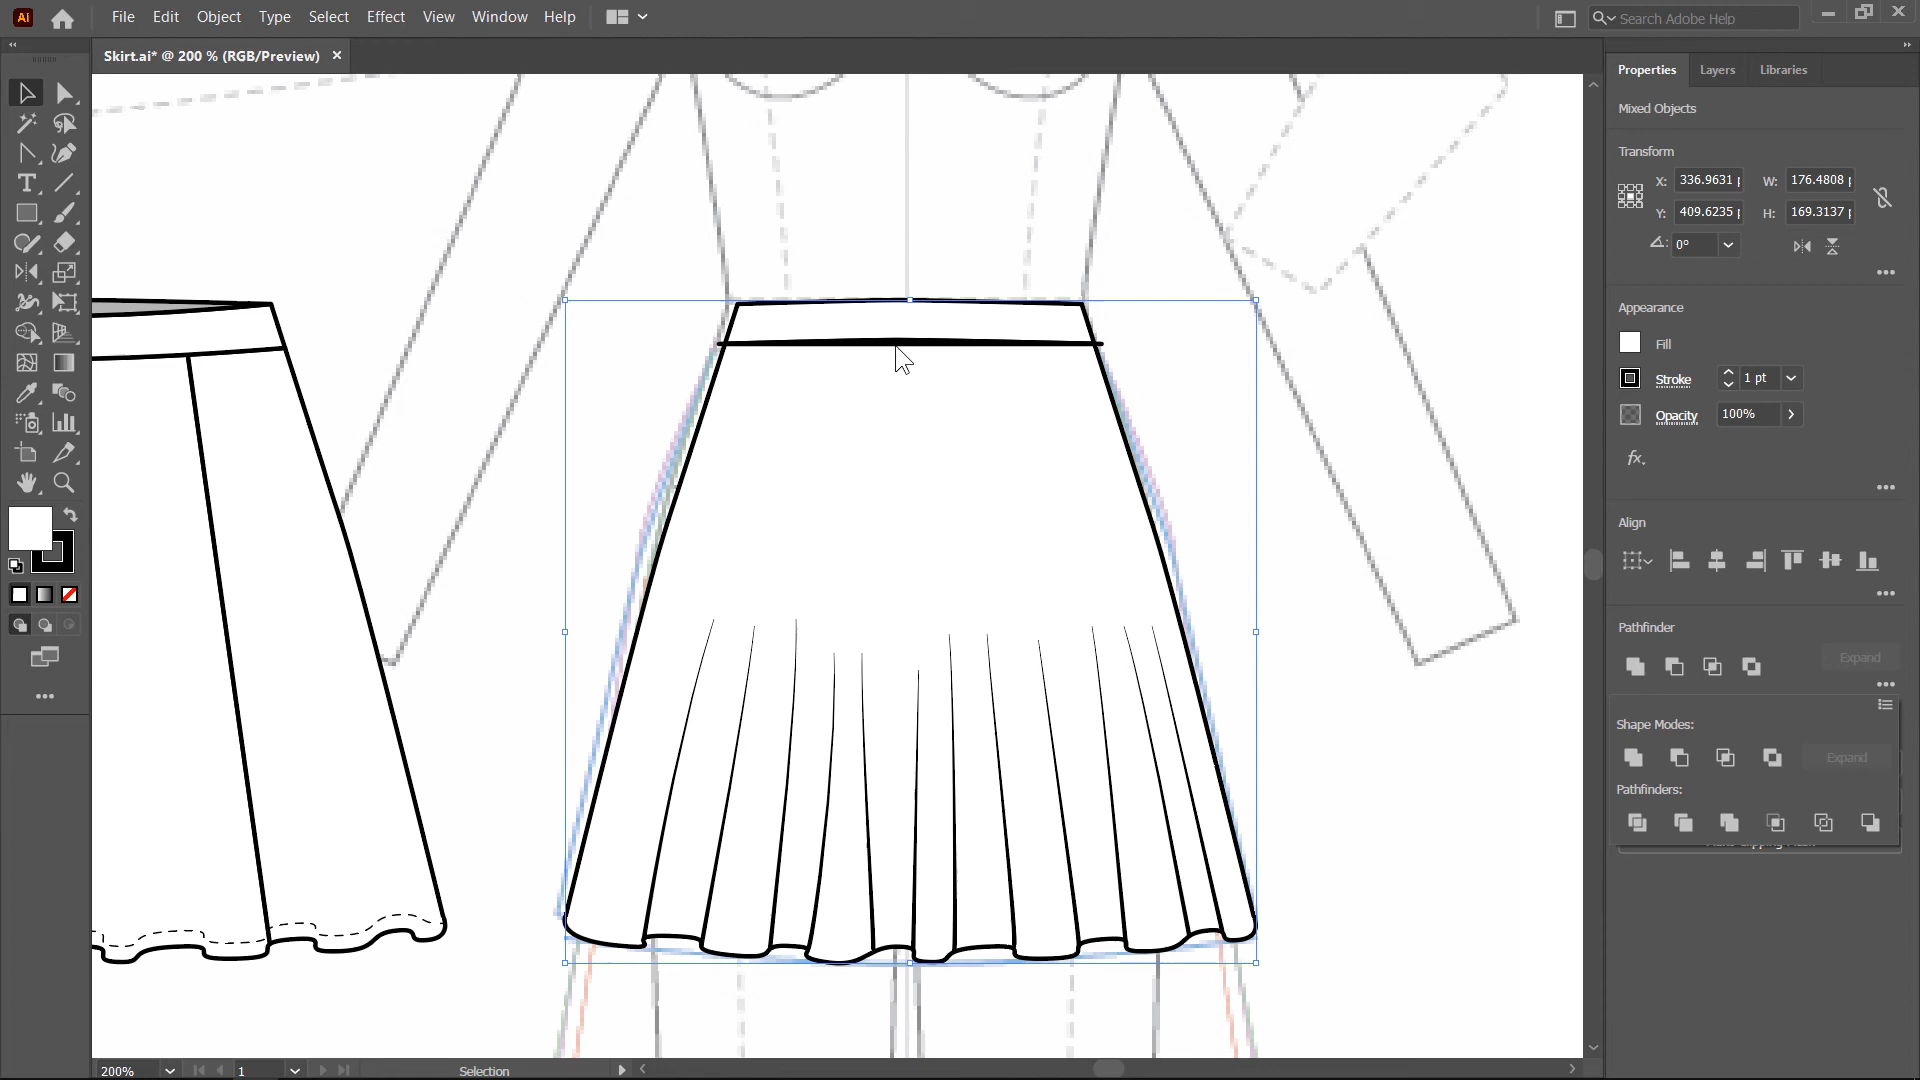 Ai File Edit Object Type Select Effect View Window Help Search Adobe Help
Skirt.ai* @ 200 % (RGB/Preview)
Properties Layers Libraries
Mixed Objects
Transform
X: 336.9631 W: 176.4808
Y: 409.6235 H: 169.3137
0°
Appearance
Fill
Stroke 1 pt
Opacity 100%
fx
Align
Pathfinder
Expand
Shape Modes:
Expand
Pathfinders:
200% 1 Selection